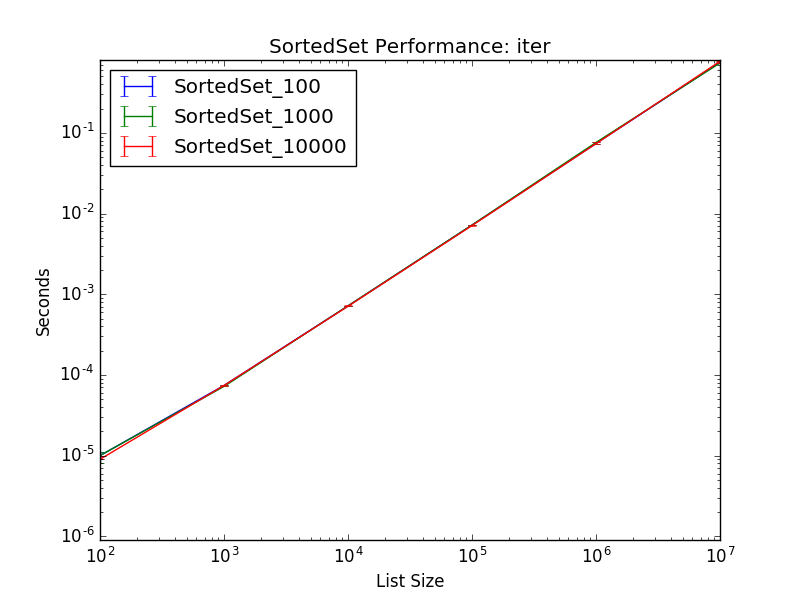 SortedSet Performance: iter
SortedSet_100
SortedSet_1000
SortedSet_10000
Seconds
10^-1
10^-2
10^-3
10^-4
10^-5
10^-6
10^2 10^3 10^4 10^5 10^6 10^7
List Size